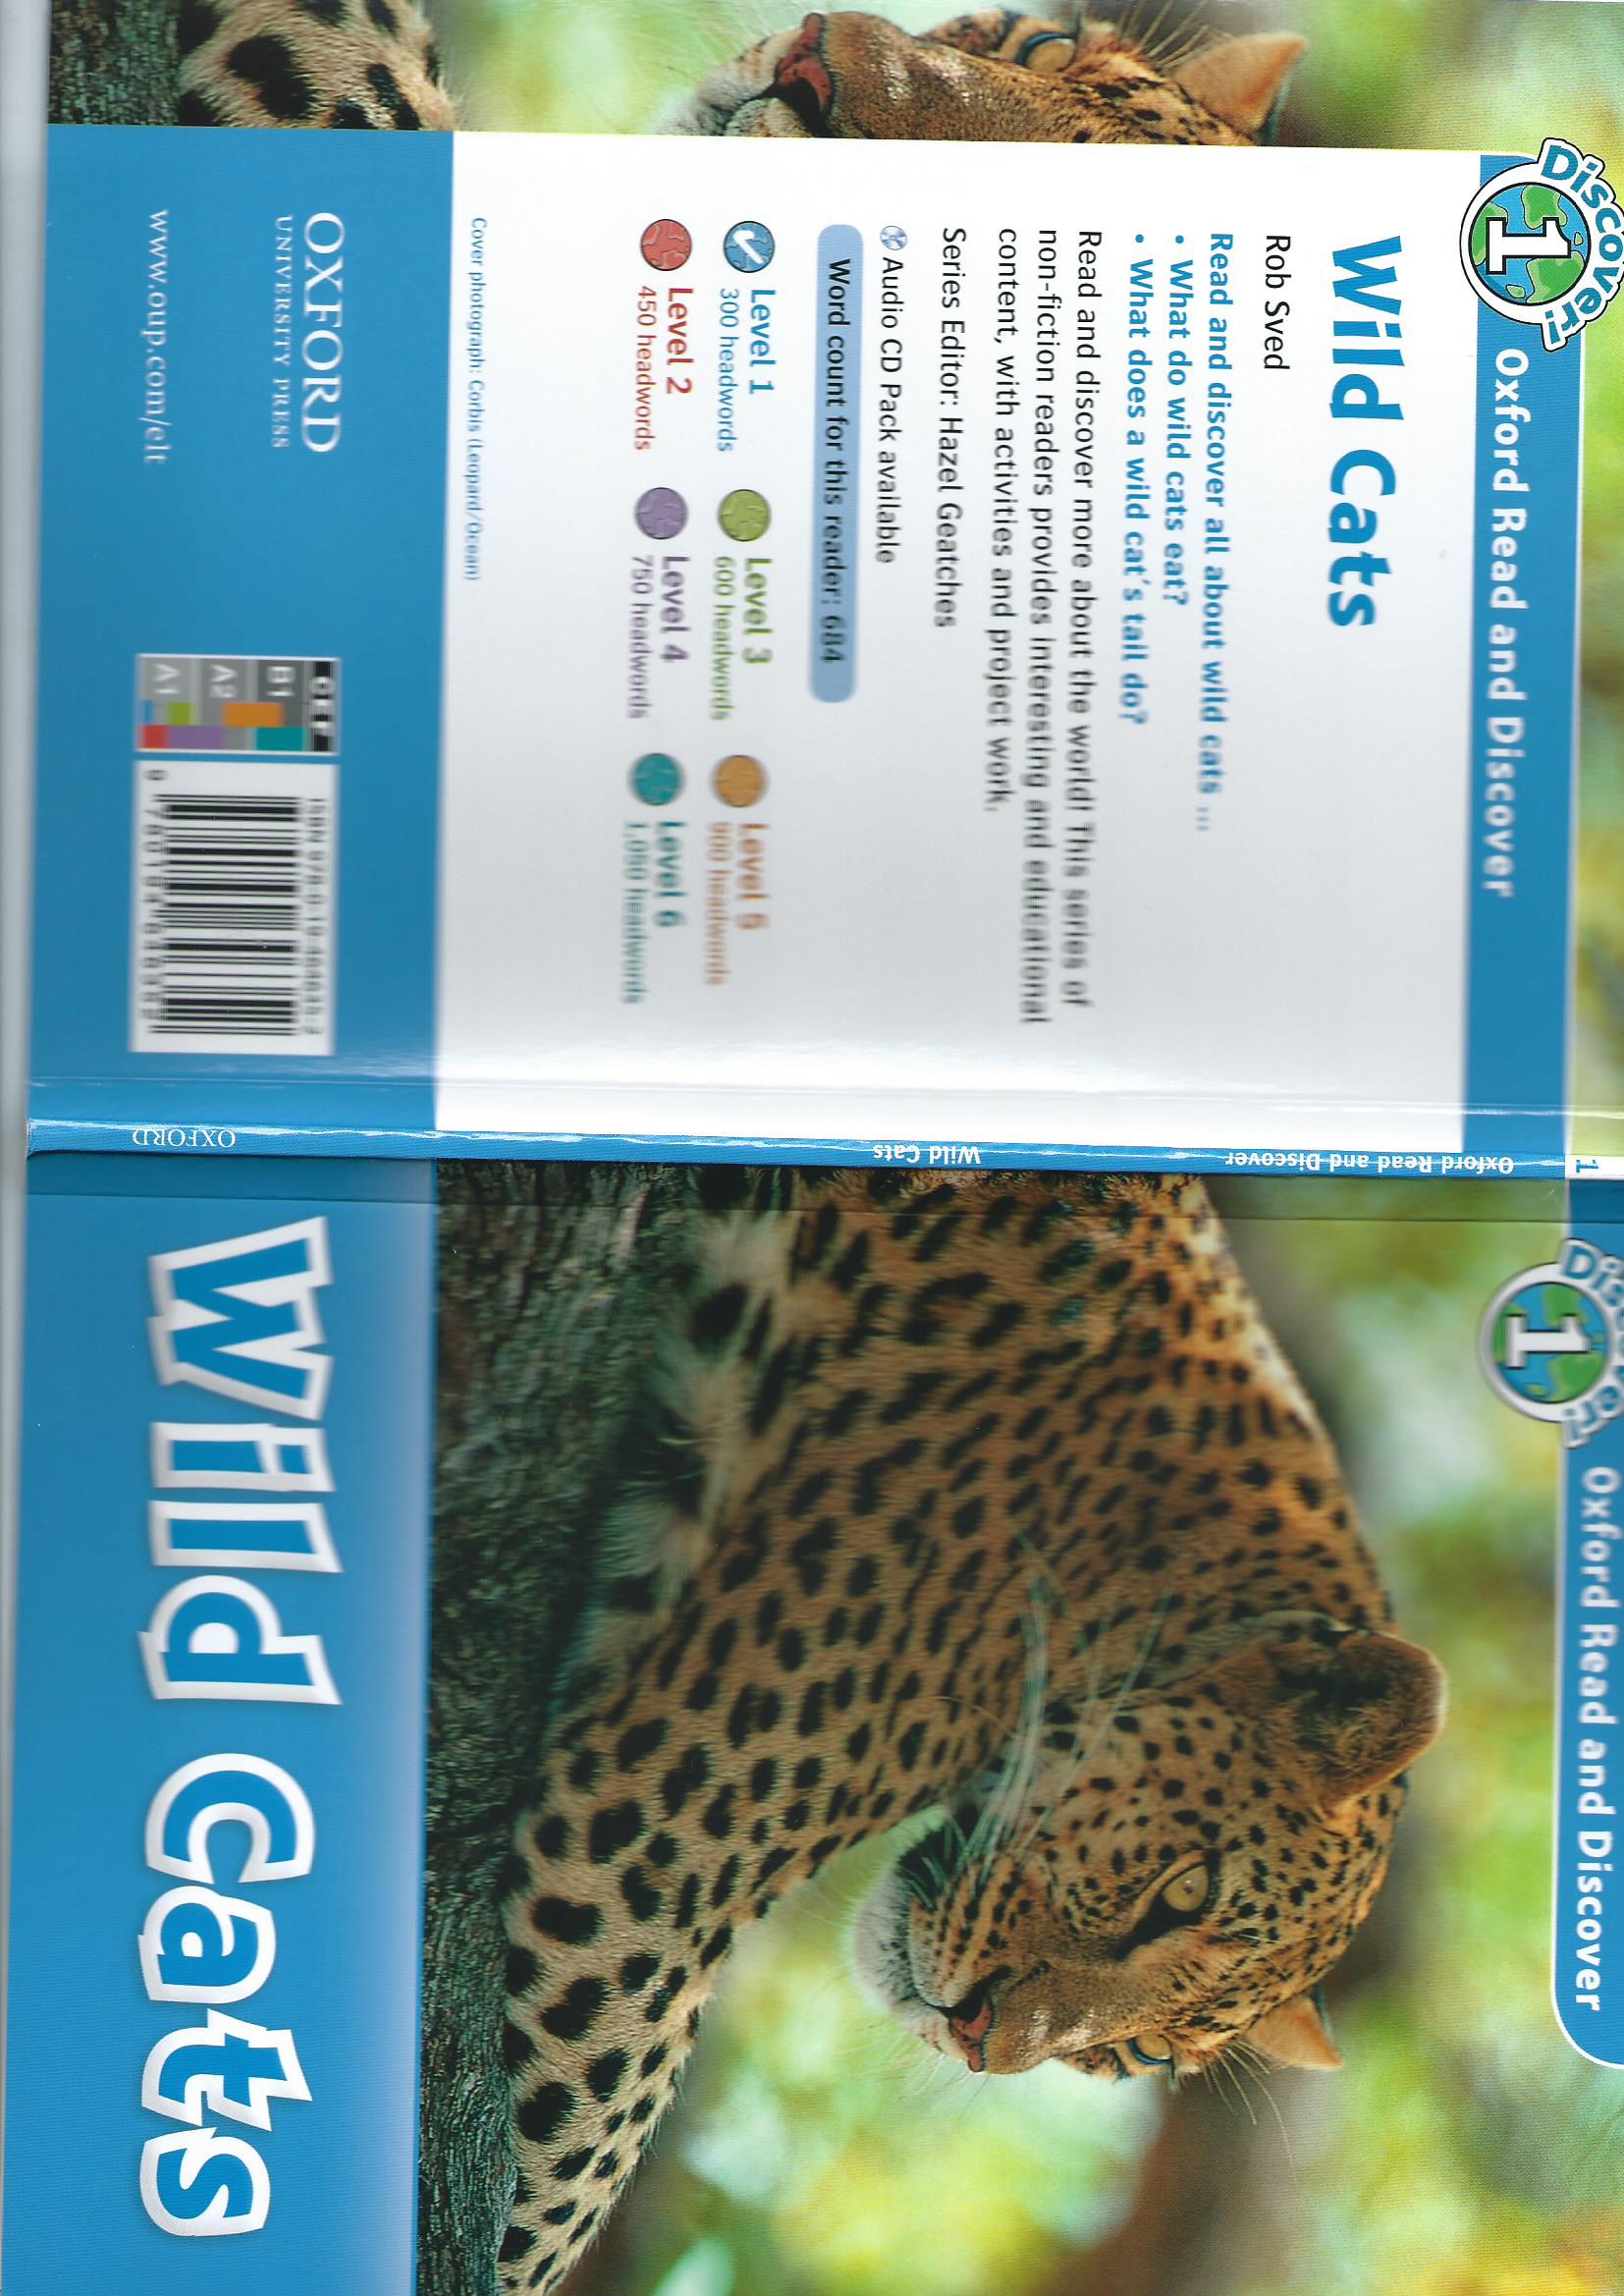 Discover!
1
Oxford Read and Discover
Wild Cats
Rob Sved
Read and discover all about wild cats ...
• What do wild cats eat?
• What does a wild cat's tail do?
Read and discover more about the world! This series of
non-fiction readers provides interesting and educational
content, with activities and project work.
Series Editor: Hazel Geatches
Audio CD Pack available
Word count for this reader: 684
Level 1
300 headwords
Level 3
600 headwords
Level 5
900 headwords
Level 2
450 headwords
Level 4
750 headwords
Level 6
1,050 headwords
Cover photograph: Corbis (Leopard/Ocean)
OXFORD
UNIVERSITY PRESS
www.oup.com/elt
CEF
B1
A2
A1
1
Oxford Read and Discover
Wild Cats
OXFORD
1
Oxford Read and Discover
Wild Cats